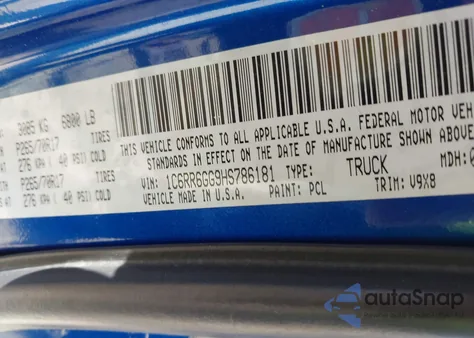 3085 KG 6800 LB
P265/70R17 TIRES
276 KPA ( 40 PSI) COLD
P265/70R17 TIRES
276 KPA ( 40 PSI) COLD
THIS VEHICLE CONFORMS TO ALL APPLICABLE U.S.A. FEDERAL MOTOR
STANDARDS IN EFFECT ON THE DATE OF MANUFACTURE SHOWN ABOVE.
VIN: 1C6RR6GG9HS786181 TYPE: TRUCK MDH:
VEHICLE MADE IN U.S.A. PAINT: PCL TRIM: V9X8
autoSnap